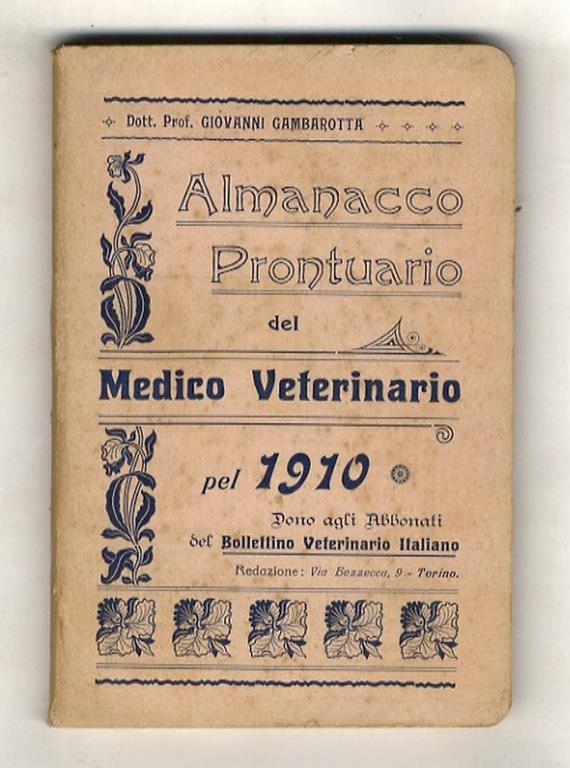 Dott. Prof. GIOVANNI GAMBAROTTA
Almanacco
Prontuario
del
Medico Veterinario
pel 1910
Dono agli Abbonati
del Bollettino Veterinario Italiano
Redazione: Via Bezzecca, 9 - Torino.